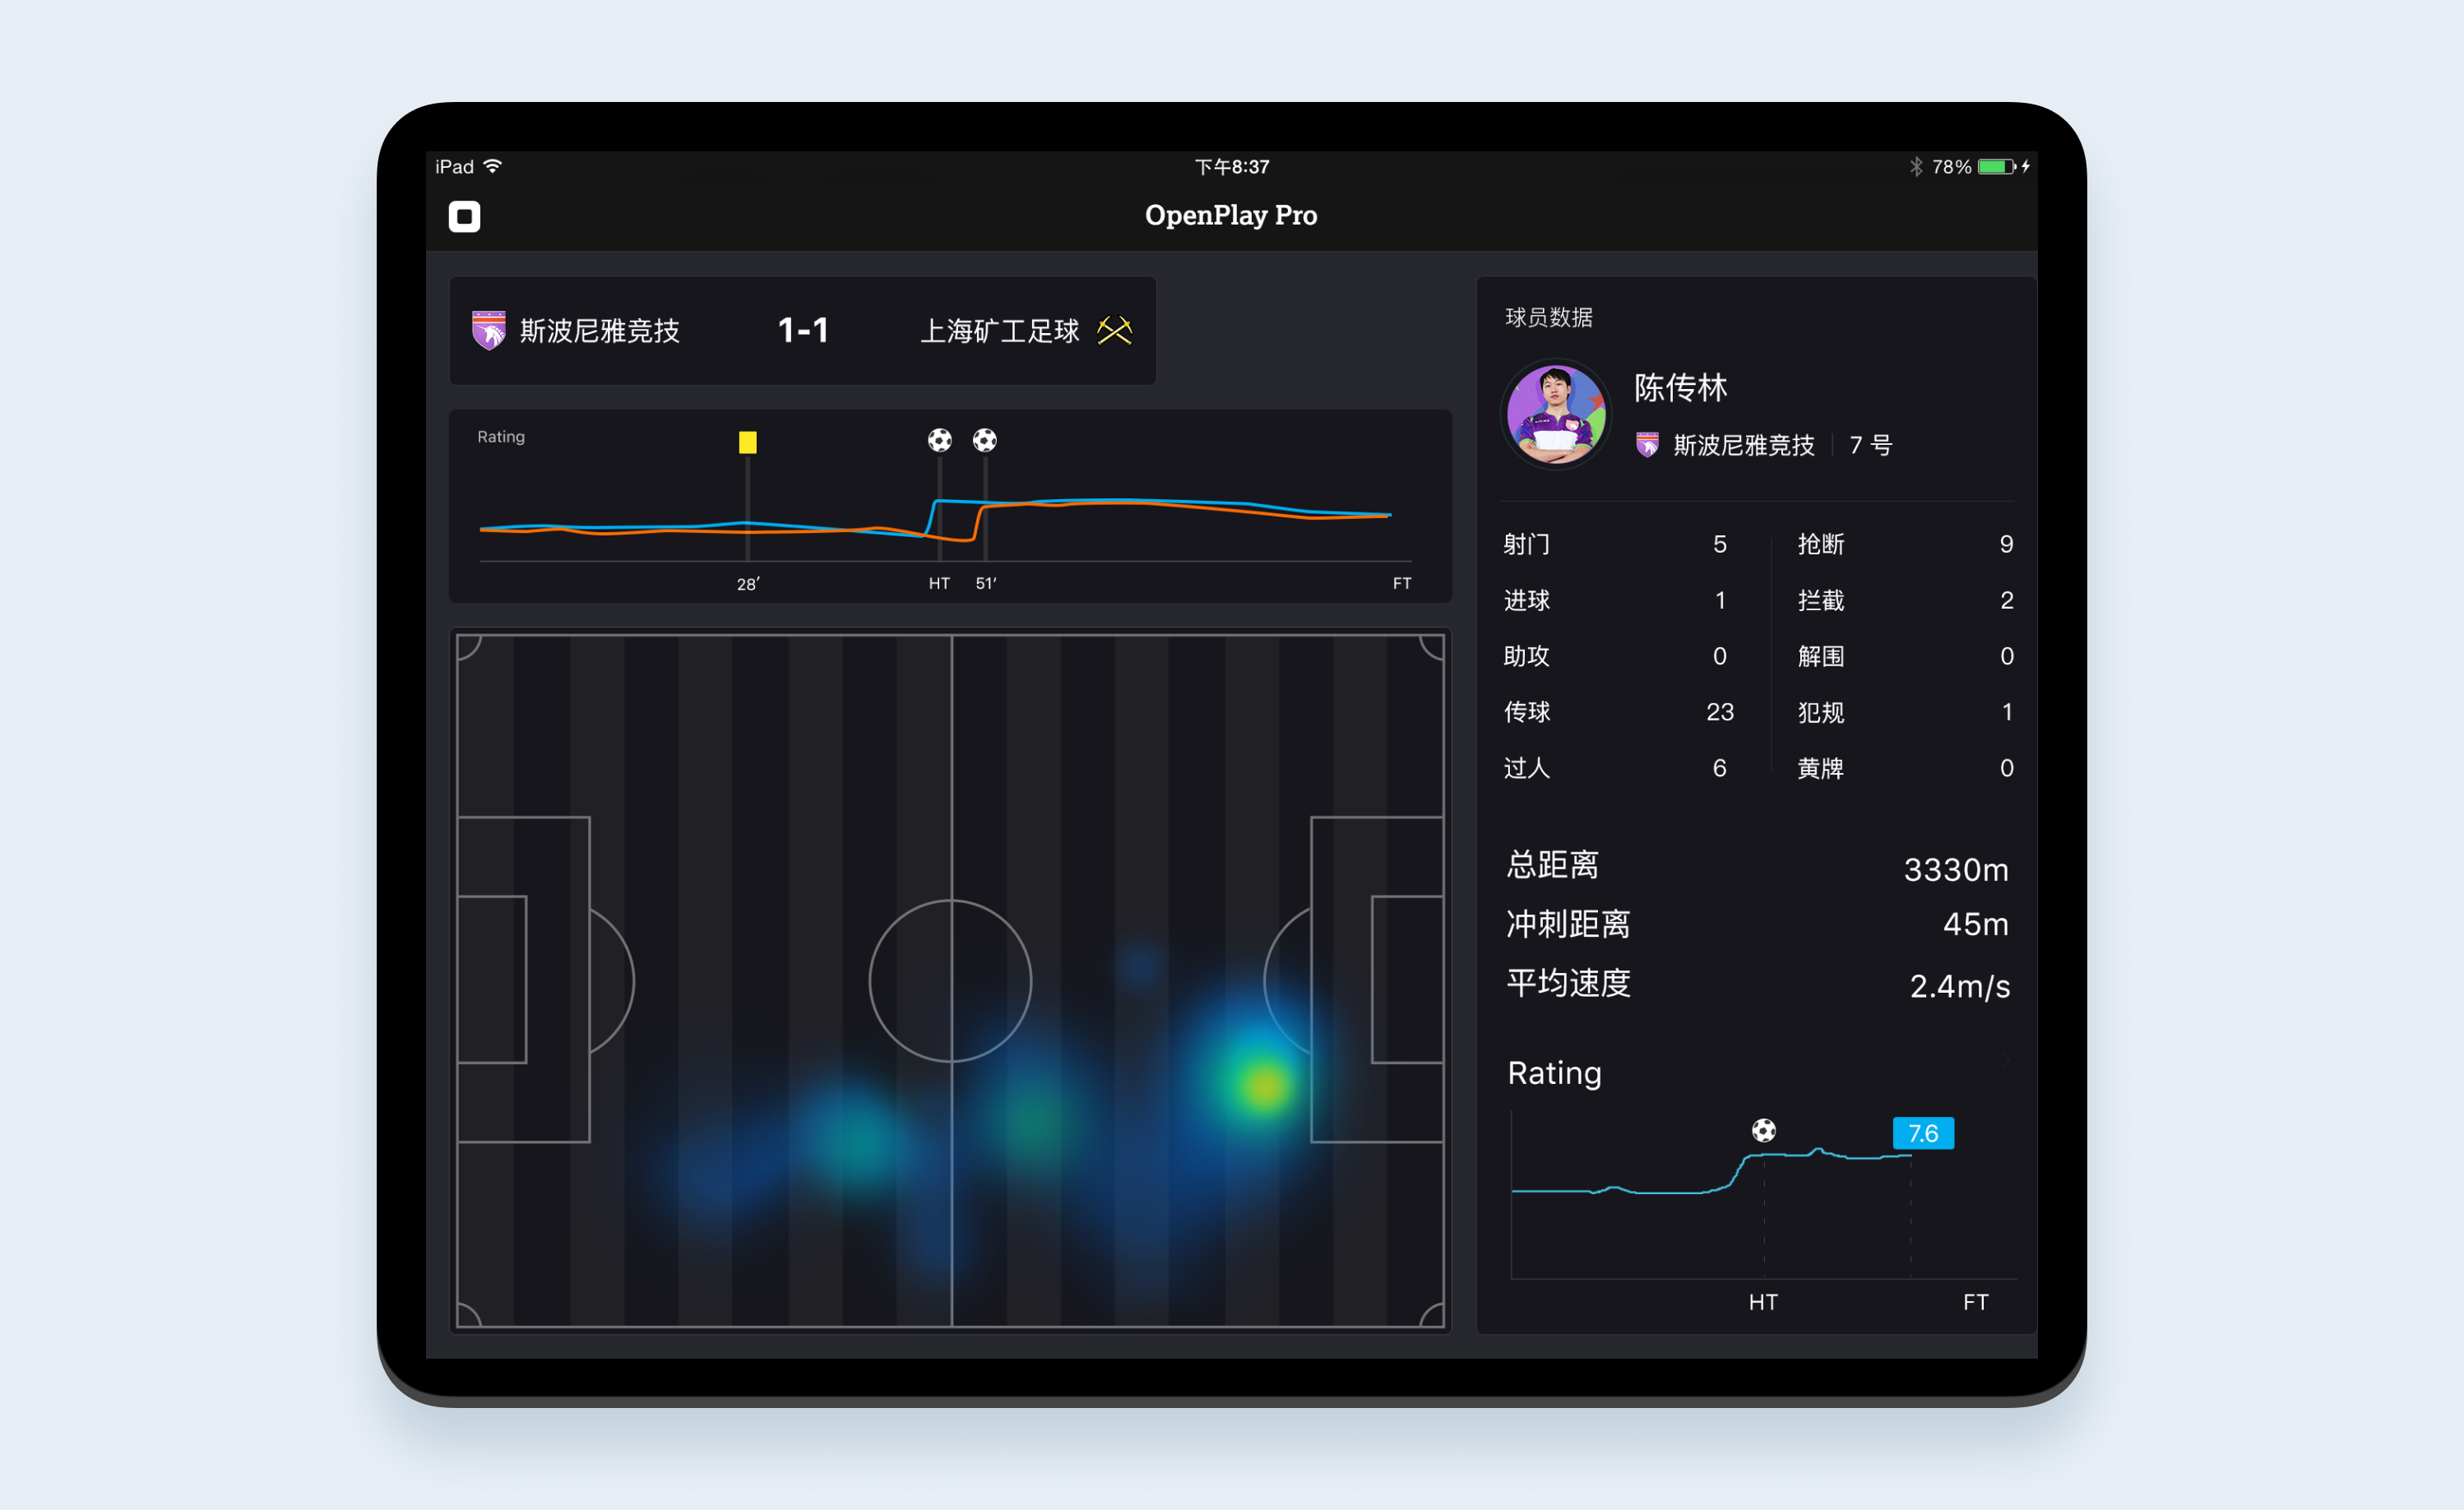 iPad
下午8:37
78%
OpenPlay Pro
斯波尼雅竞技
1-1
上海矿工足球
Rating
28′
HT
51′
FT
球员数据
陈传林
斯波尼雅竞技
7 号
射门 5
抢断 9
进球 1
拦截 2
助攻 0
解围 0
传球 23
犯规 1
过人 6
黄牌 0
总距离 3330m
冲刺距离 45m
平均速度 2.4m/s
Rating
7.6
HT
FT